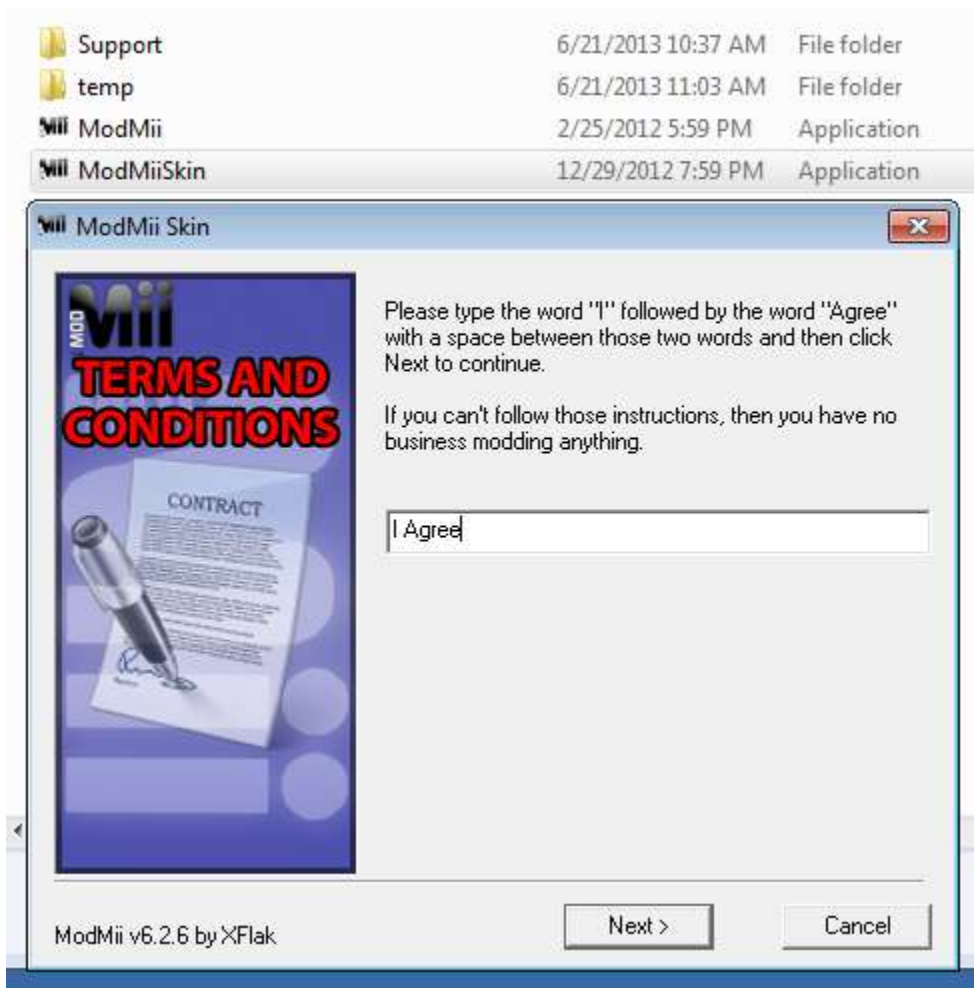 Support 6/21/2013 10:37 AM File folder
temp 6/21/2013 11:03 AM File folder
Mii ModMii 2/25/2012 5:59 PM Application
Mii ModMiiSkin 12/29/2012 7:59 PM Application
Mii ModMii Skin
MOD Mii
TERMS AND
CONDITIONS
CONTRACT
Please type the word "I" followed by the word "Agree"
with a space between those two words and then click
Next to continue.
If you can't follow those instructions, then you have no
business modding anything.
I Agree
ModMii v6.2.6 by XFlak
Next >
Cancel